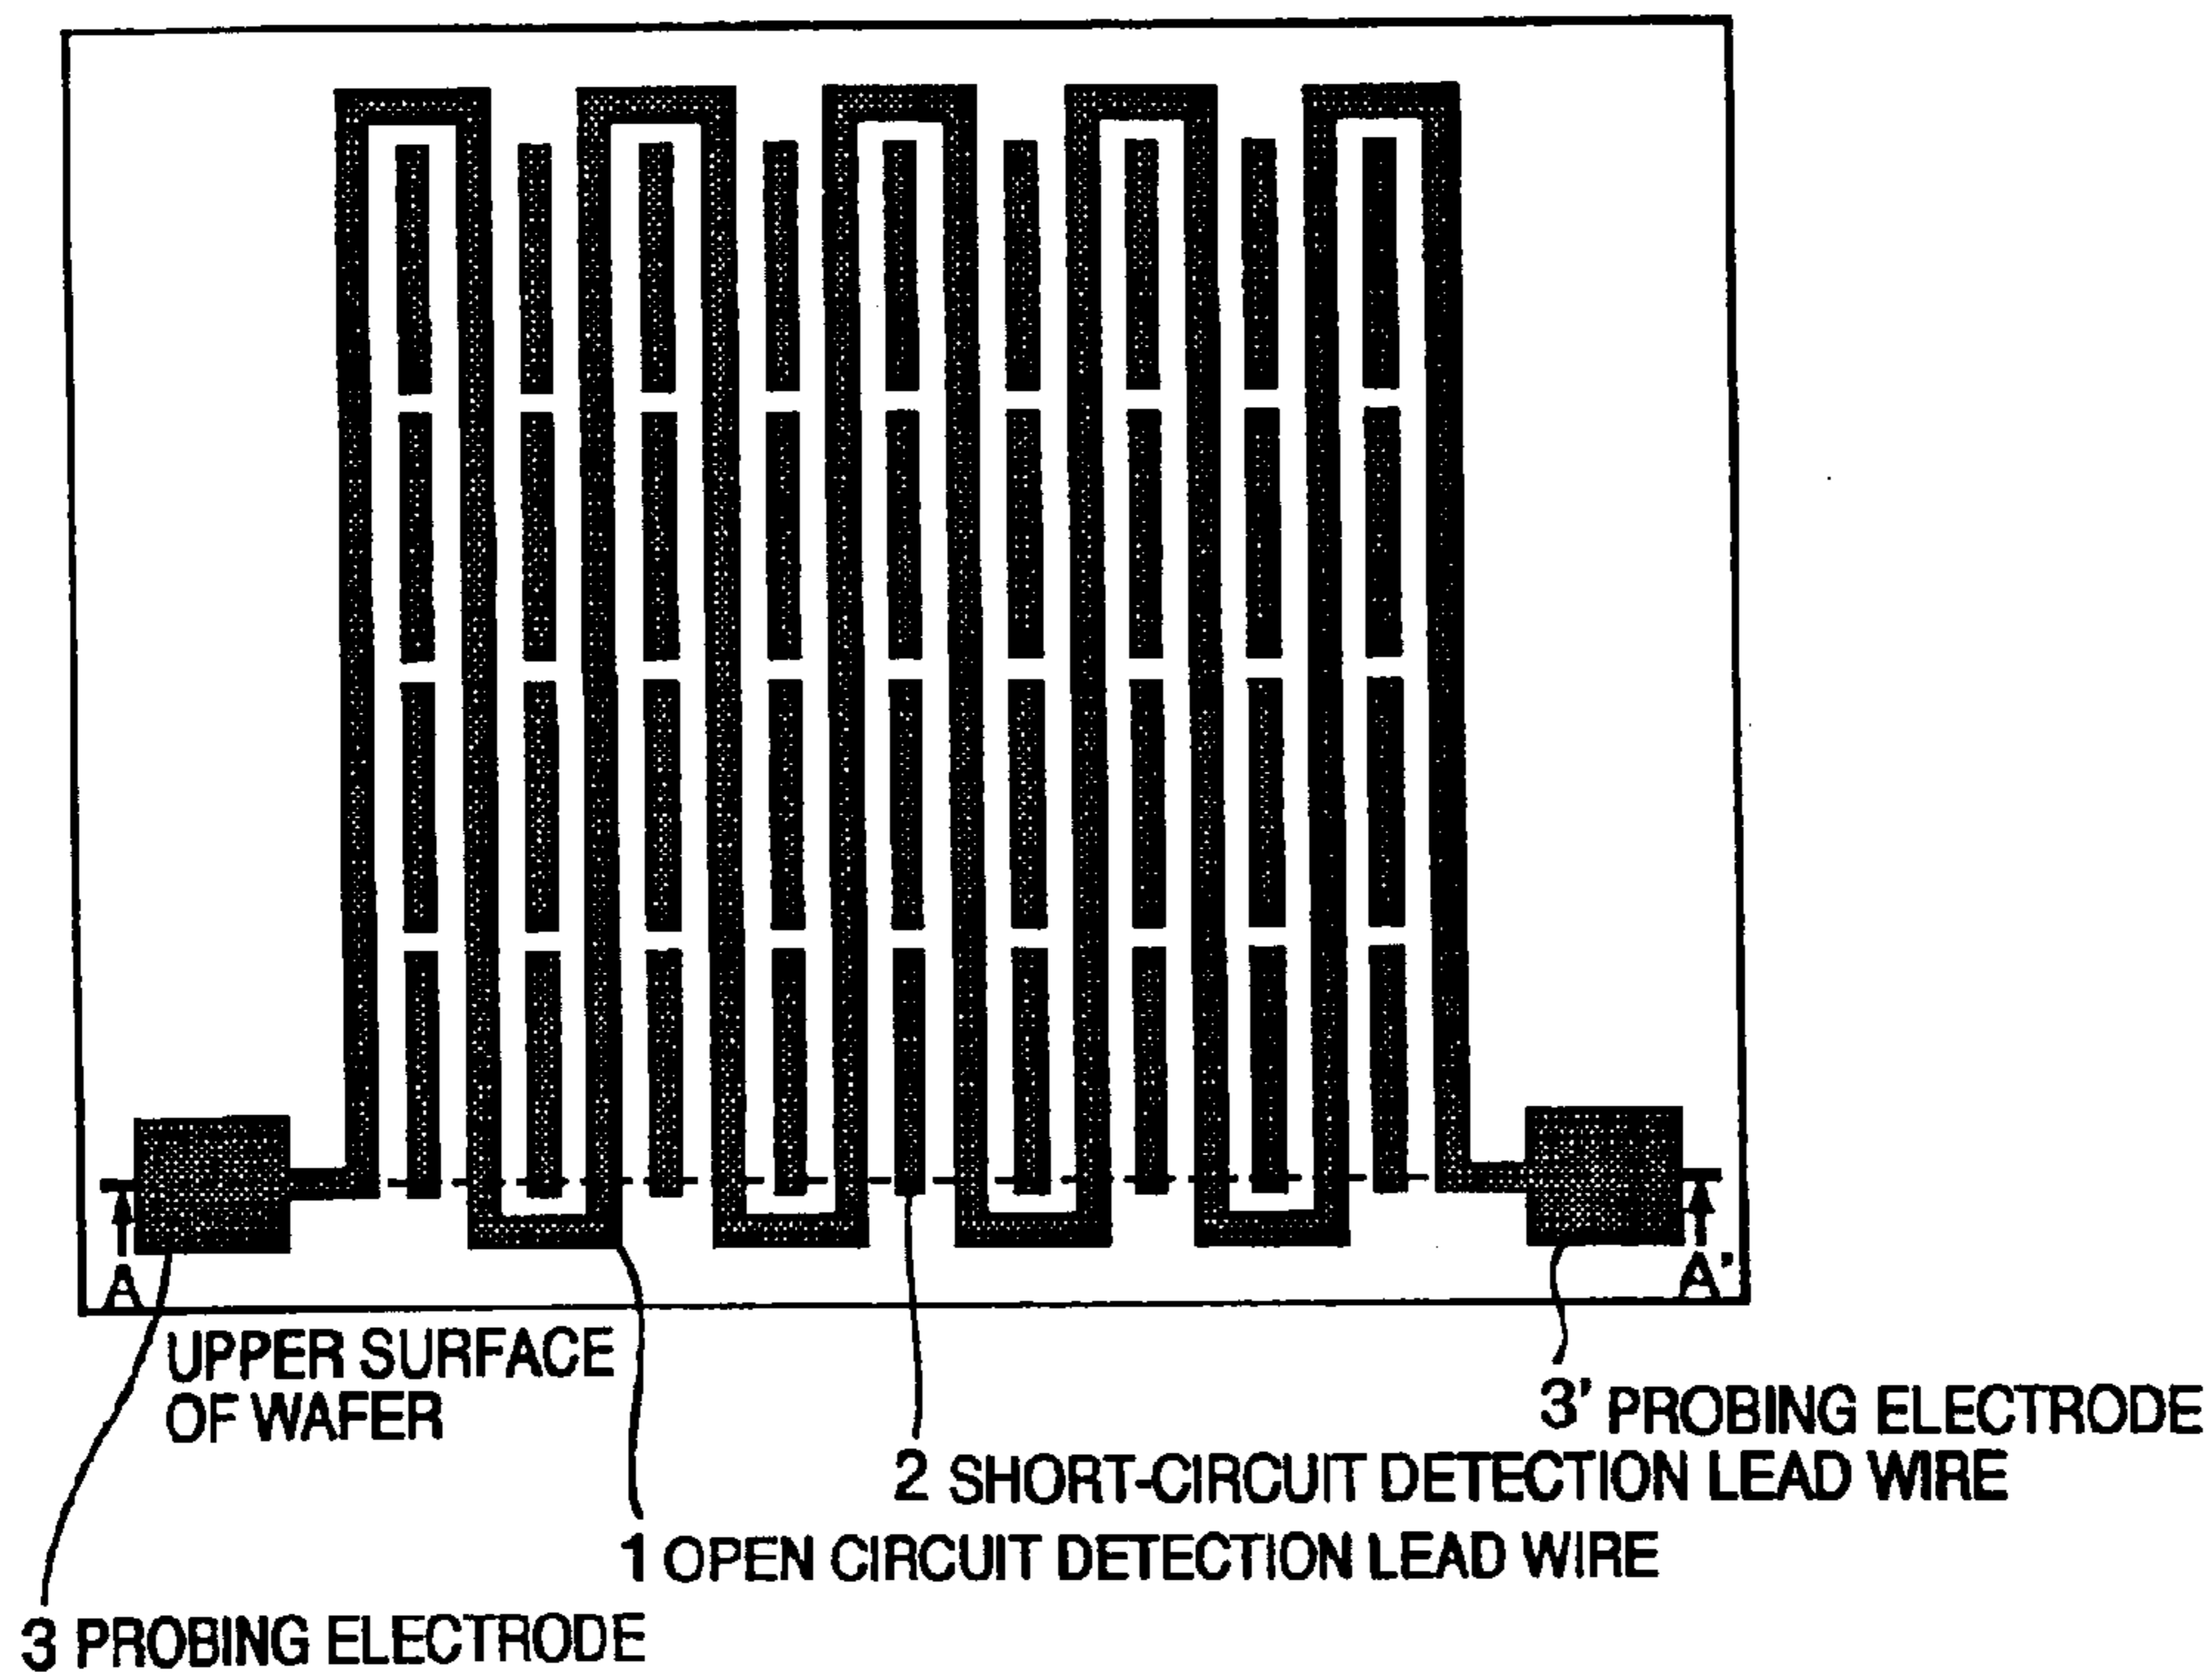 A
A'
UPPER SURFACE
OF WAFER
3' PROBING ELECTRODE
2 SHORT-CIRCUIT DETECTION LEAD WIRE
1 OPEN CIRCUIT DETECTION LEAD WIRE
3 PROBING ELECTRODE